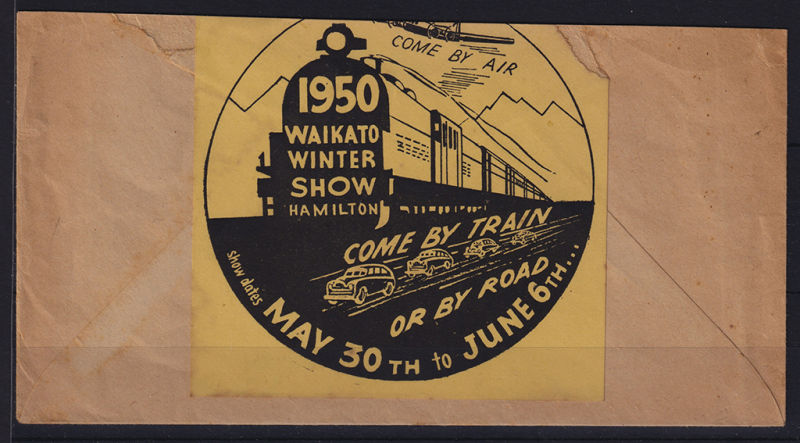 COME BY AIR
1950
WAIKATO
WINTER
SHOW
HAMILTON
COME BY TRAIN
OR BY ROAD
show dates
MAY 30TH to JUNE 6TH...